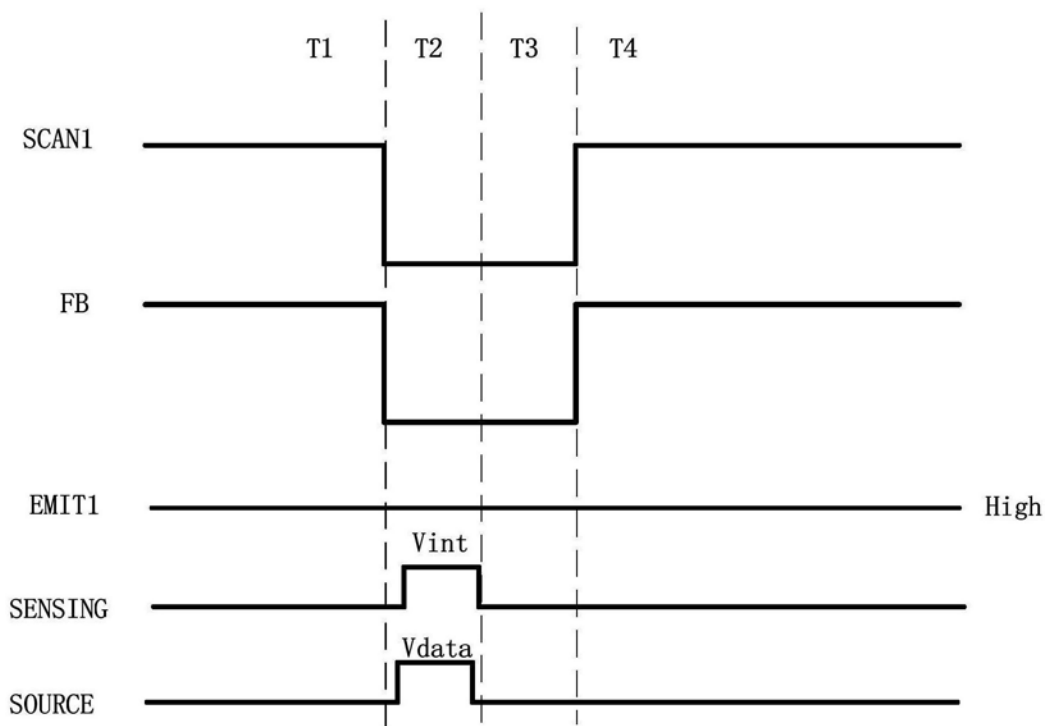 T1 T2 T3 T4
SCAN1
FB
EMIT1 High
Vint
SENSING
Vdata
SOURCE